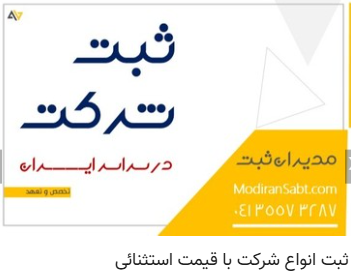 ثبت
شرکت
در سراسر ایران
تخصص و تعهد
مدیران ثبت
ModiranSabt.com
۰۴۱۳۵۵۷۳۲۸۷
ثبت انواع شرکت با قیمت استثنائی